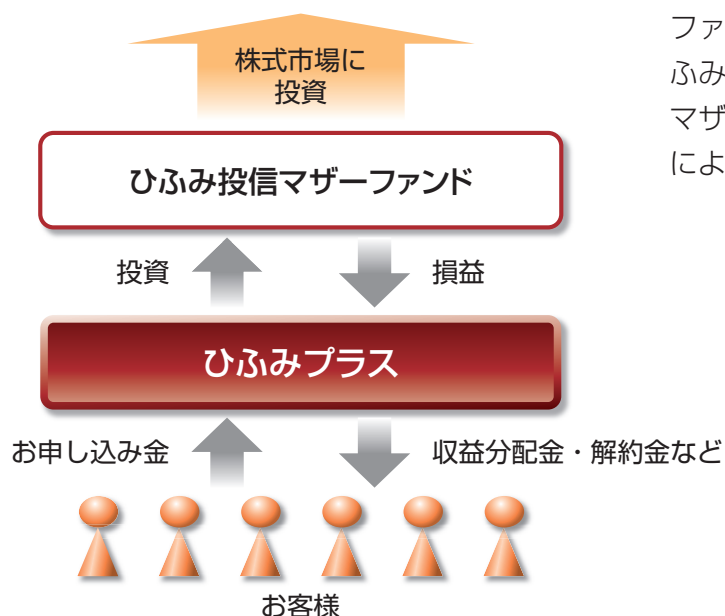 株式市場に
投資
ファ
ふみ
マザ
によ
ひふみ投信マザーファンド
投資
損益
ひふみプラス
お申し込み金
収益分配金・解約金など
お客様